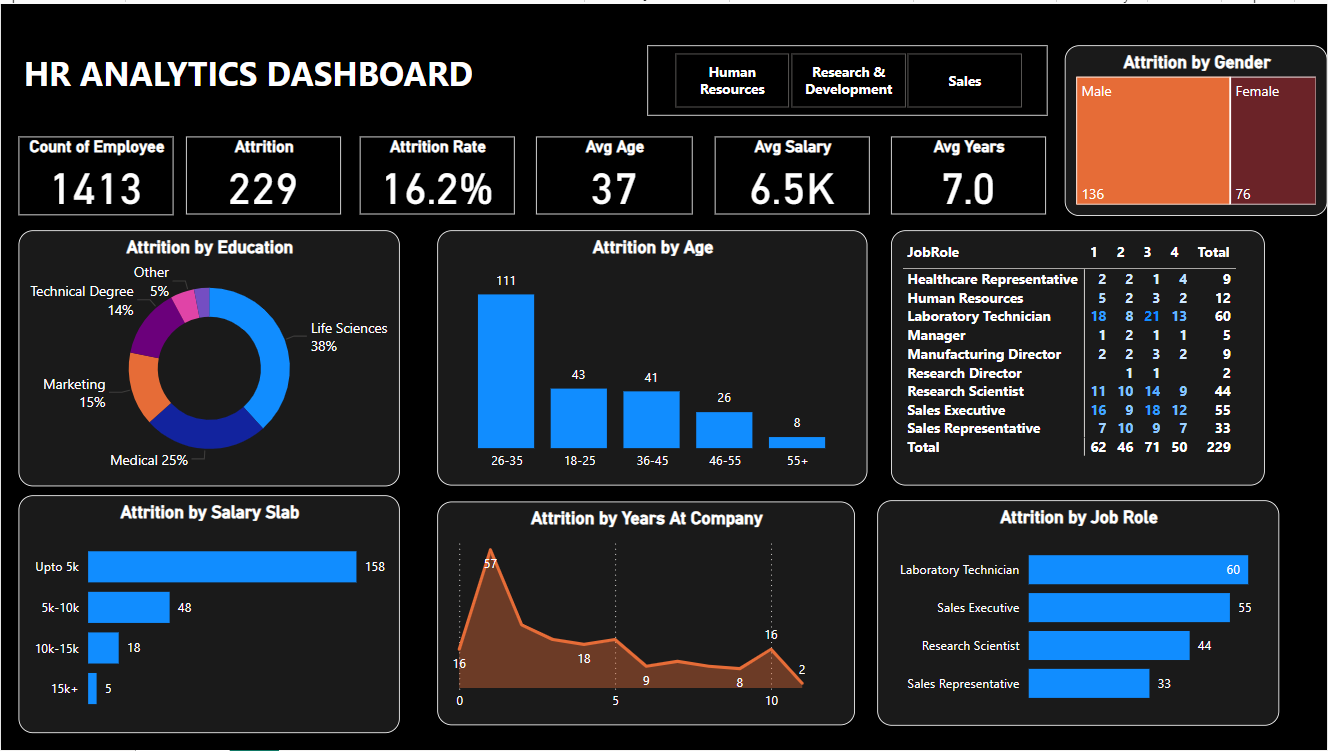 HR ANALYTICS DASHBOARD
Human
Resources
Research &
Development
Sales
Attrition by Gender
Male
Female
136
76
Count of Employee
1413
Attrition
229
Attrition Rate
16.2%
Avg Age
37
Avg Salary
6.5K
Avg Years
7.0
Attrition by Education
Other
5%
Technical Degree
14%
Life Sciences
38%
Marketing
15%
Medical 25%
Attrition by Age
111
43
41
26
8
26-35 18-25 36-45 46-55 55+
JobRole 1 2 3 4 Total
Healthcare Representative 2 2 1 4 9
Human Resources 5 2 3 2 12
Laboratory Technician 18 8 21 13 60
Manager 1 2 1 1 5
Manufacturing Director 2 2 3 2 9
Research Director 1 1 2
Research Scientist 11 10 14 9 44
Sales Executive 16 9 18 12 55
Sales Representative 7 10 9 7 33
Total 62 46 71 50 229
Attrition by Salary Slab
Upto 5k 158
5k-10k 48
10k-15k 18
15k+ 5
Attrition by Years At Company
57
16
18
9
8
16
2
0 5 10
Attrition by Job Role
Laboratory Technician 60
Sales Executive 55
Research Scientist 44
Sales Representative 33